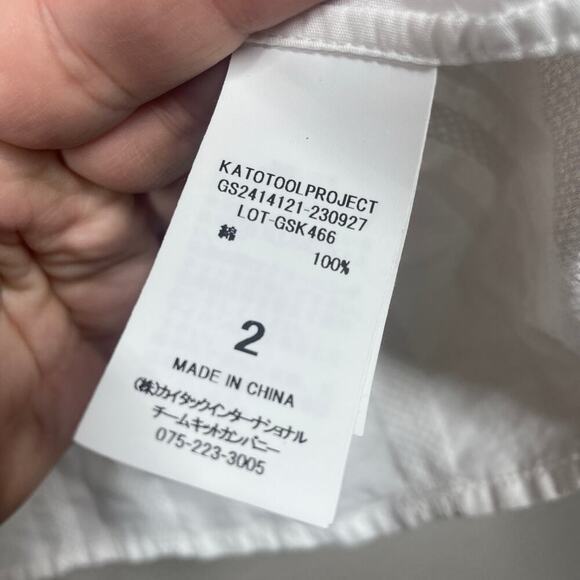 KATOTOOLPROJECT
GS2414121-230927
LOT-GSK466
綿 100%
2
MADE IN CHINA
(株)カイタックインターナショナル
チームキットカンパニー
075-223-3005